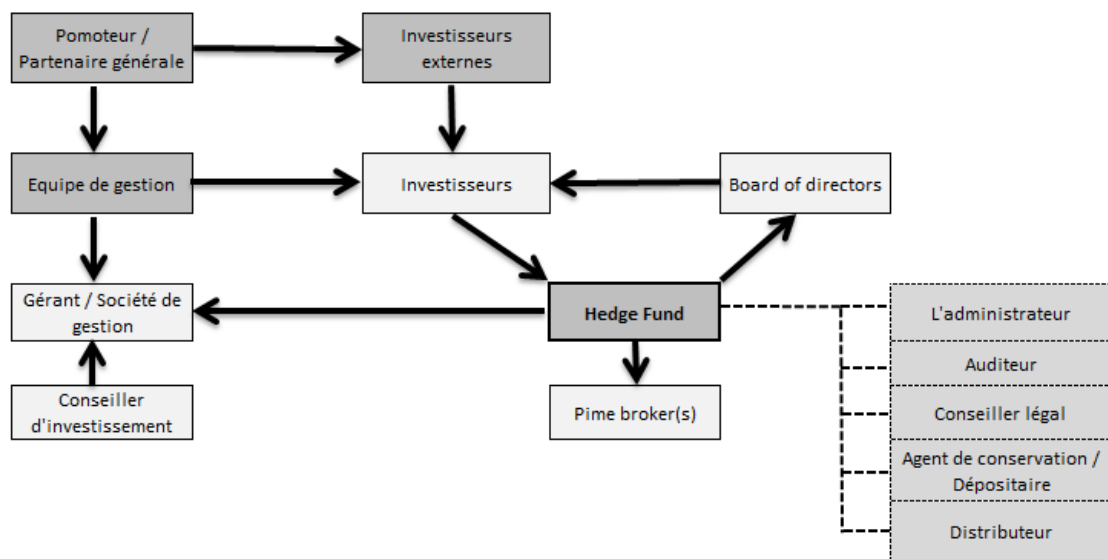 Pomoteur /
Partenaire générale
Investisseurs
externes
Equipe de gestion
Investisseurs
Board of directors
Gérant / Société de
gestion
Hedge Fund
L'administrateur
Auditeur
Conseiller
d'investissement
Pime broker(s)
Conseiller légal
Agent de conservation /
Dépositaire
Distributeur